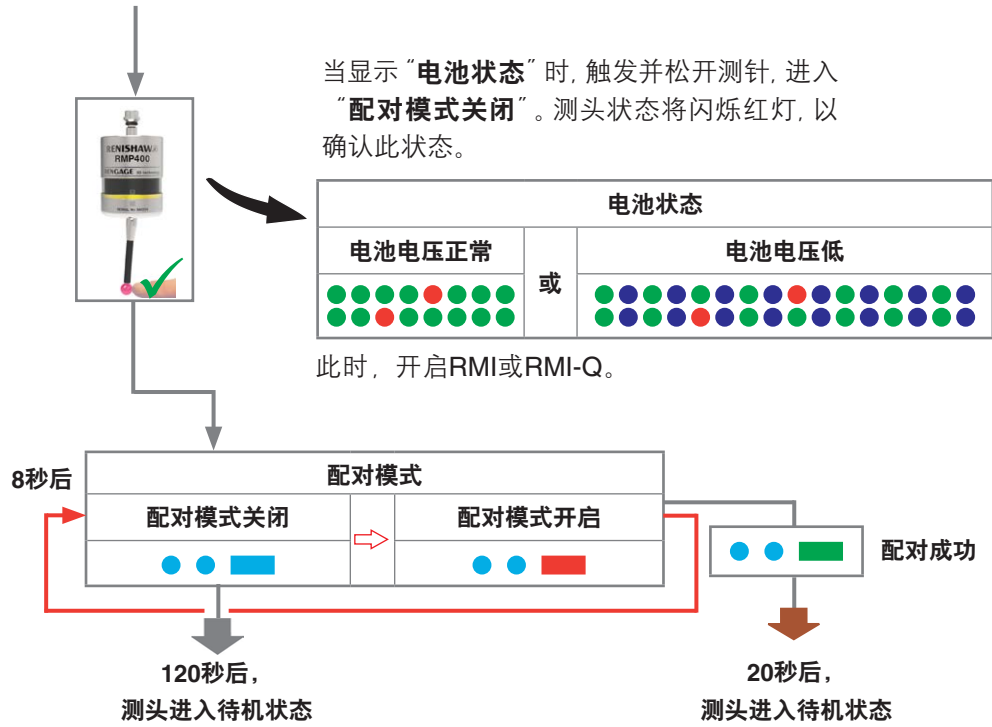 当显示“电池状态”时, 触发并松开测针, 进入
“配对模式关闭”。测头状态将闪烁红灯, 以
确认此状态。
RENISHAW
RMP400
ENGAGE
电池状态
电池电压正常
或
电池电压低
此时，开启RMI或RMI-Q。
8秒后
配对模式
配对模式关闭
配对模式开启
配对成功
120秒后，
测头进入待机状态
20秒后，
测头进入待机状态